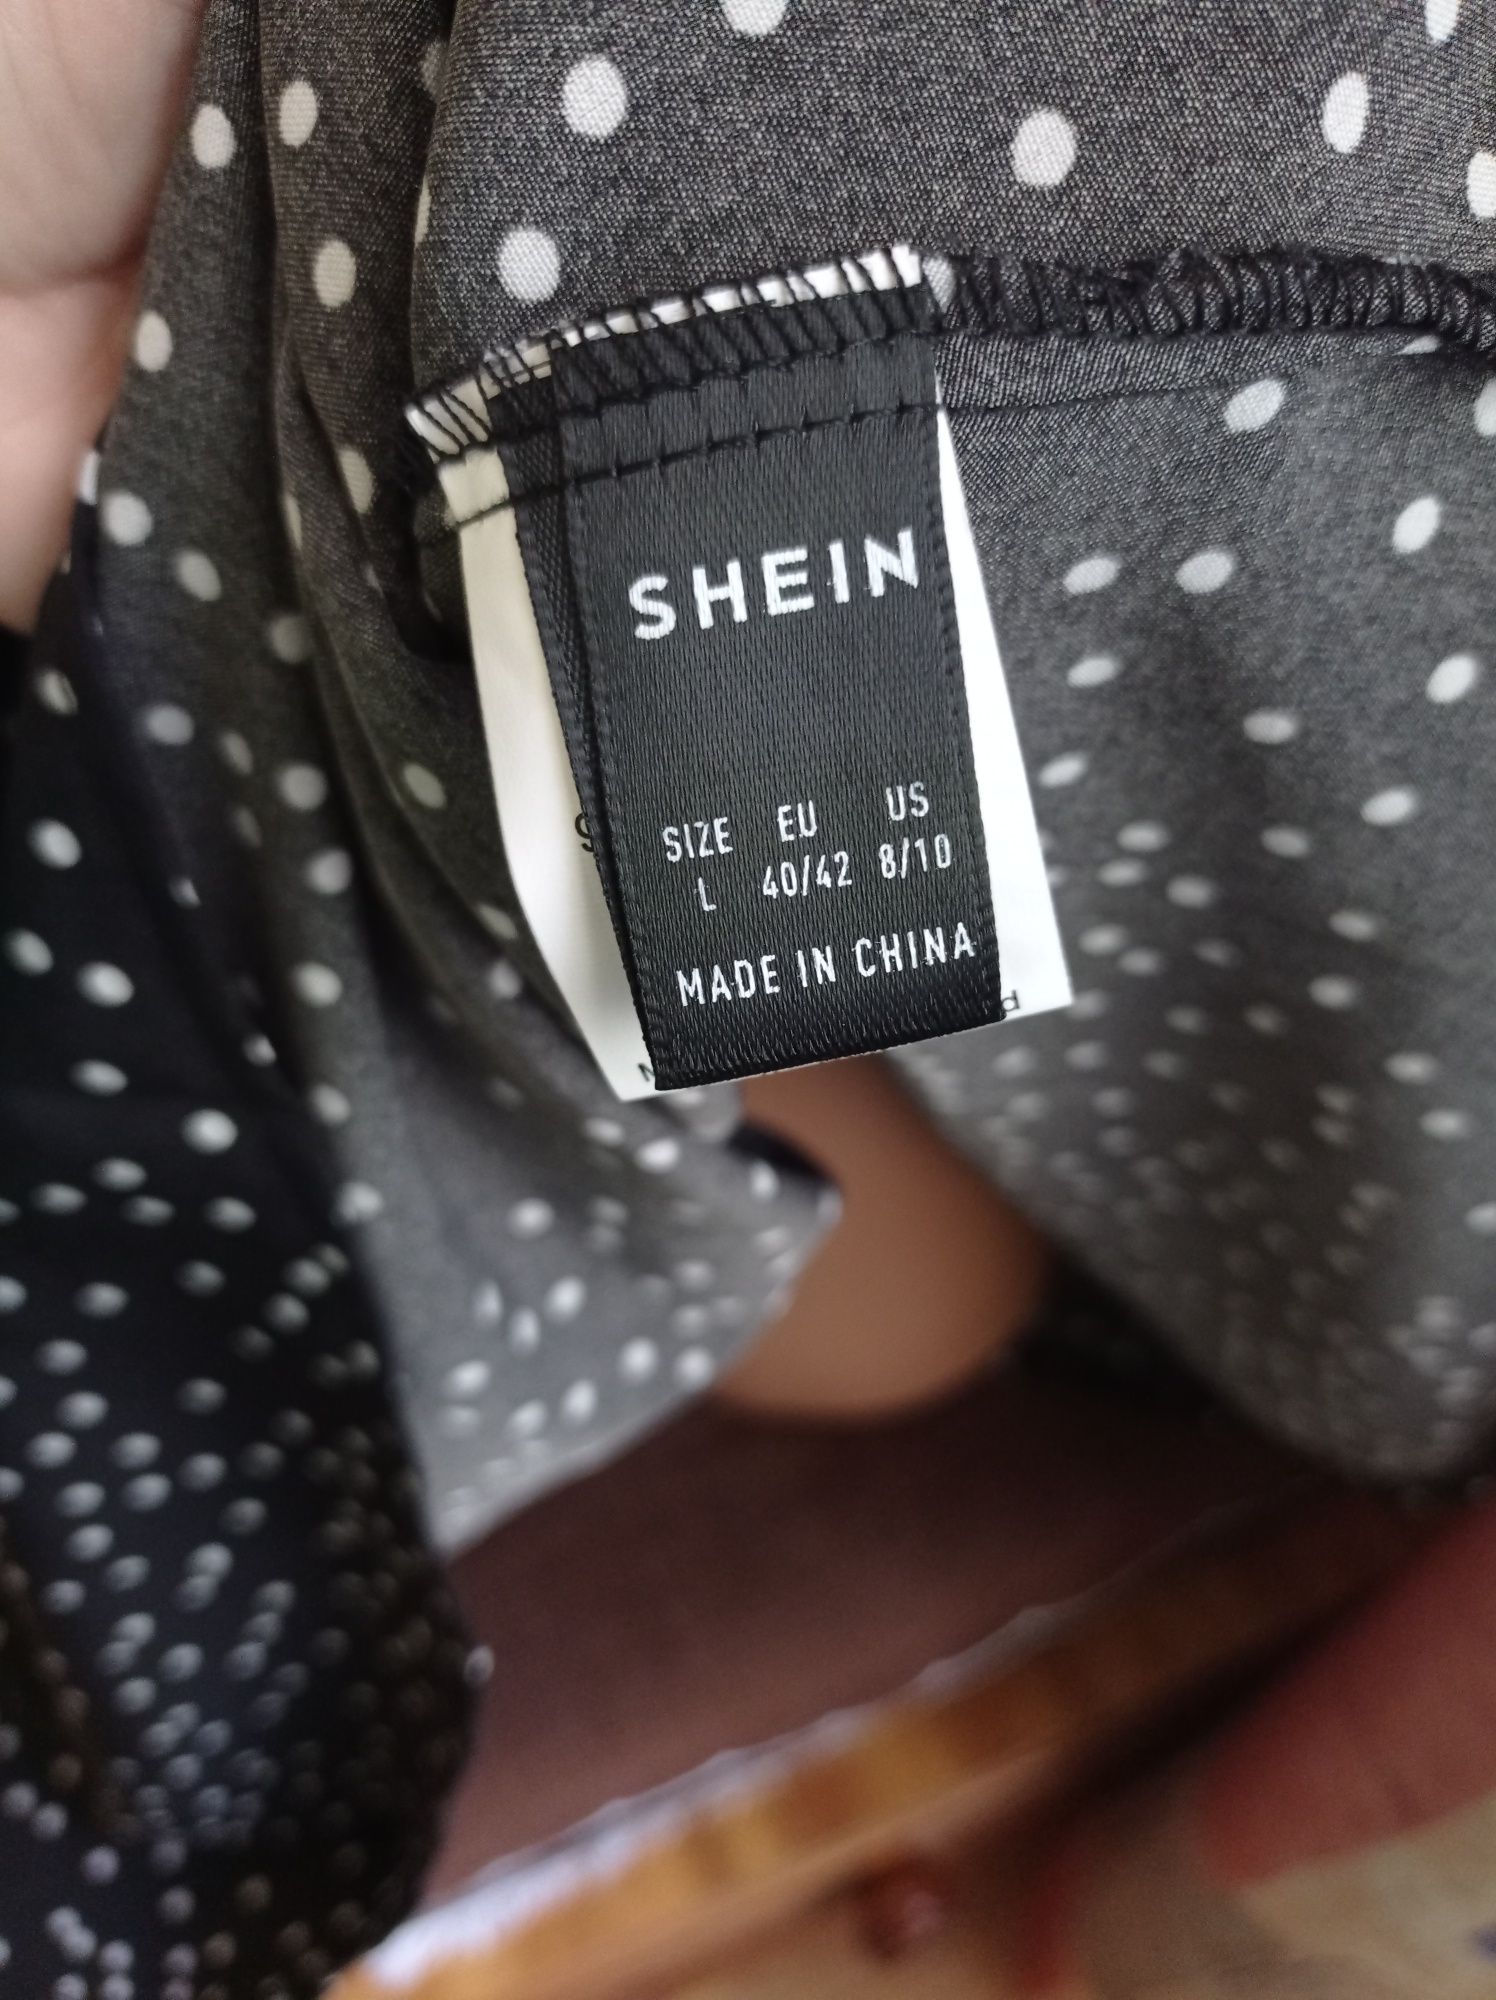 SHEIN
SIZE EU US
L 40/42 8/10
MADE IN CHINA